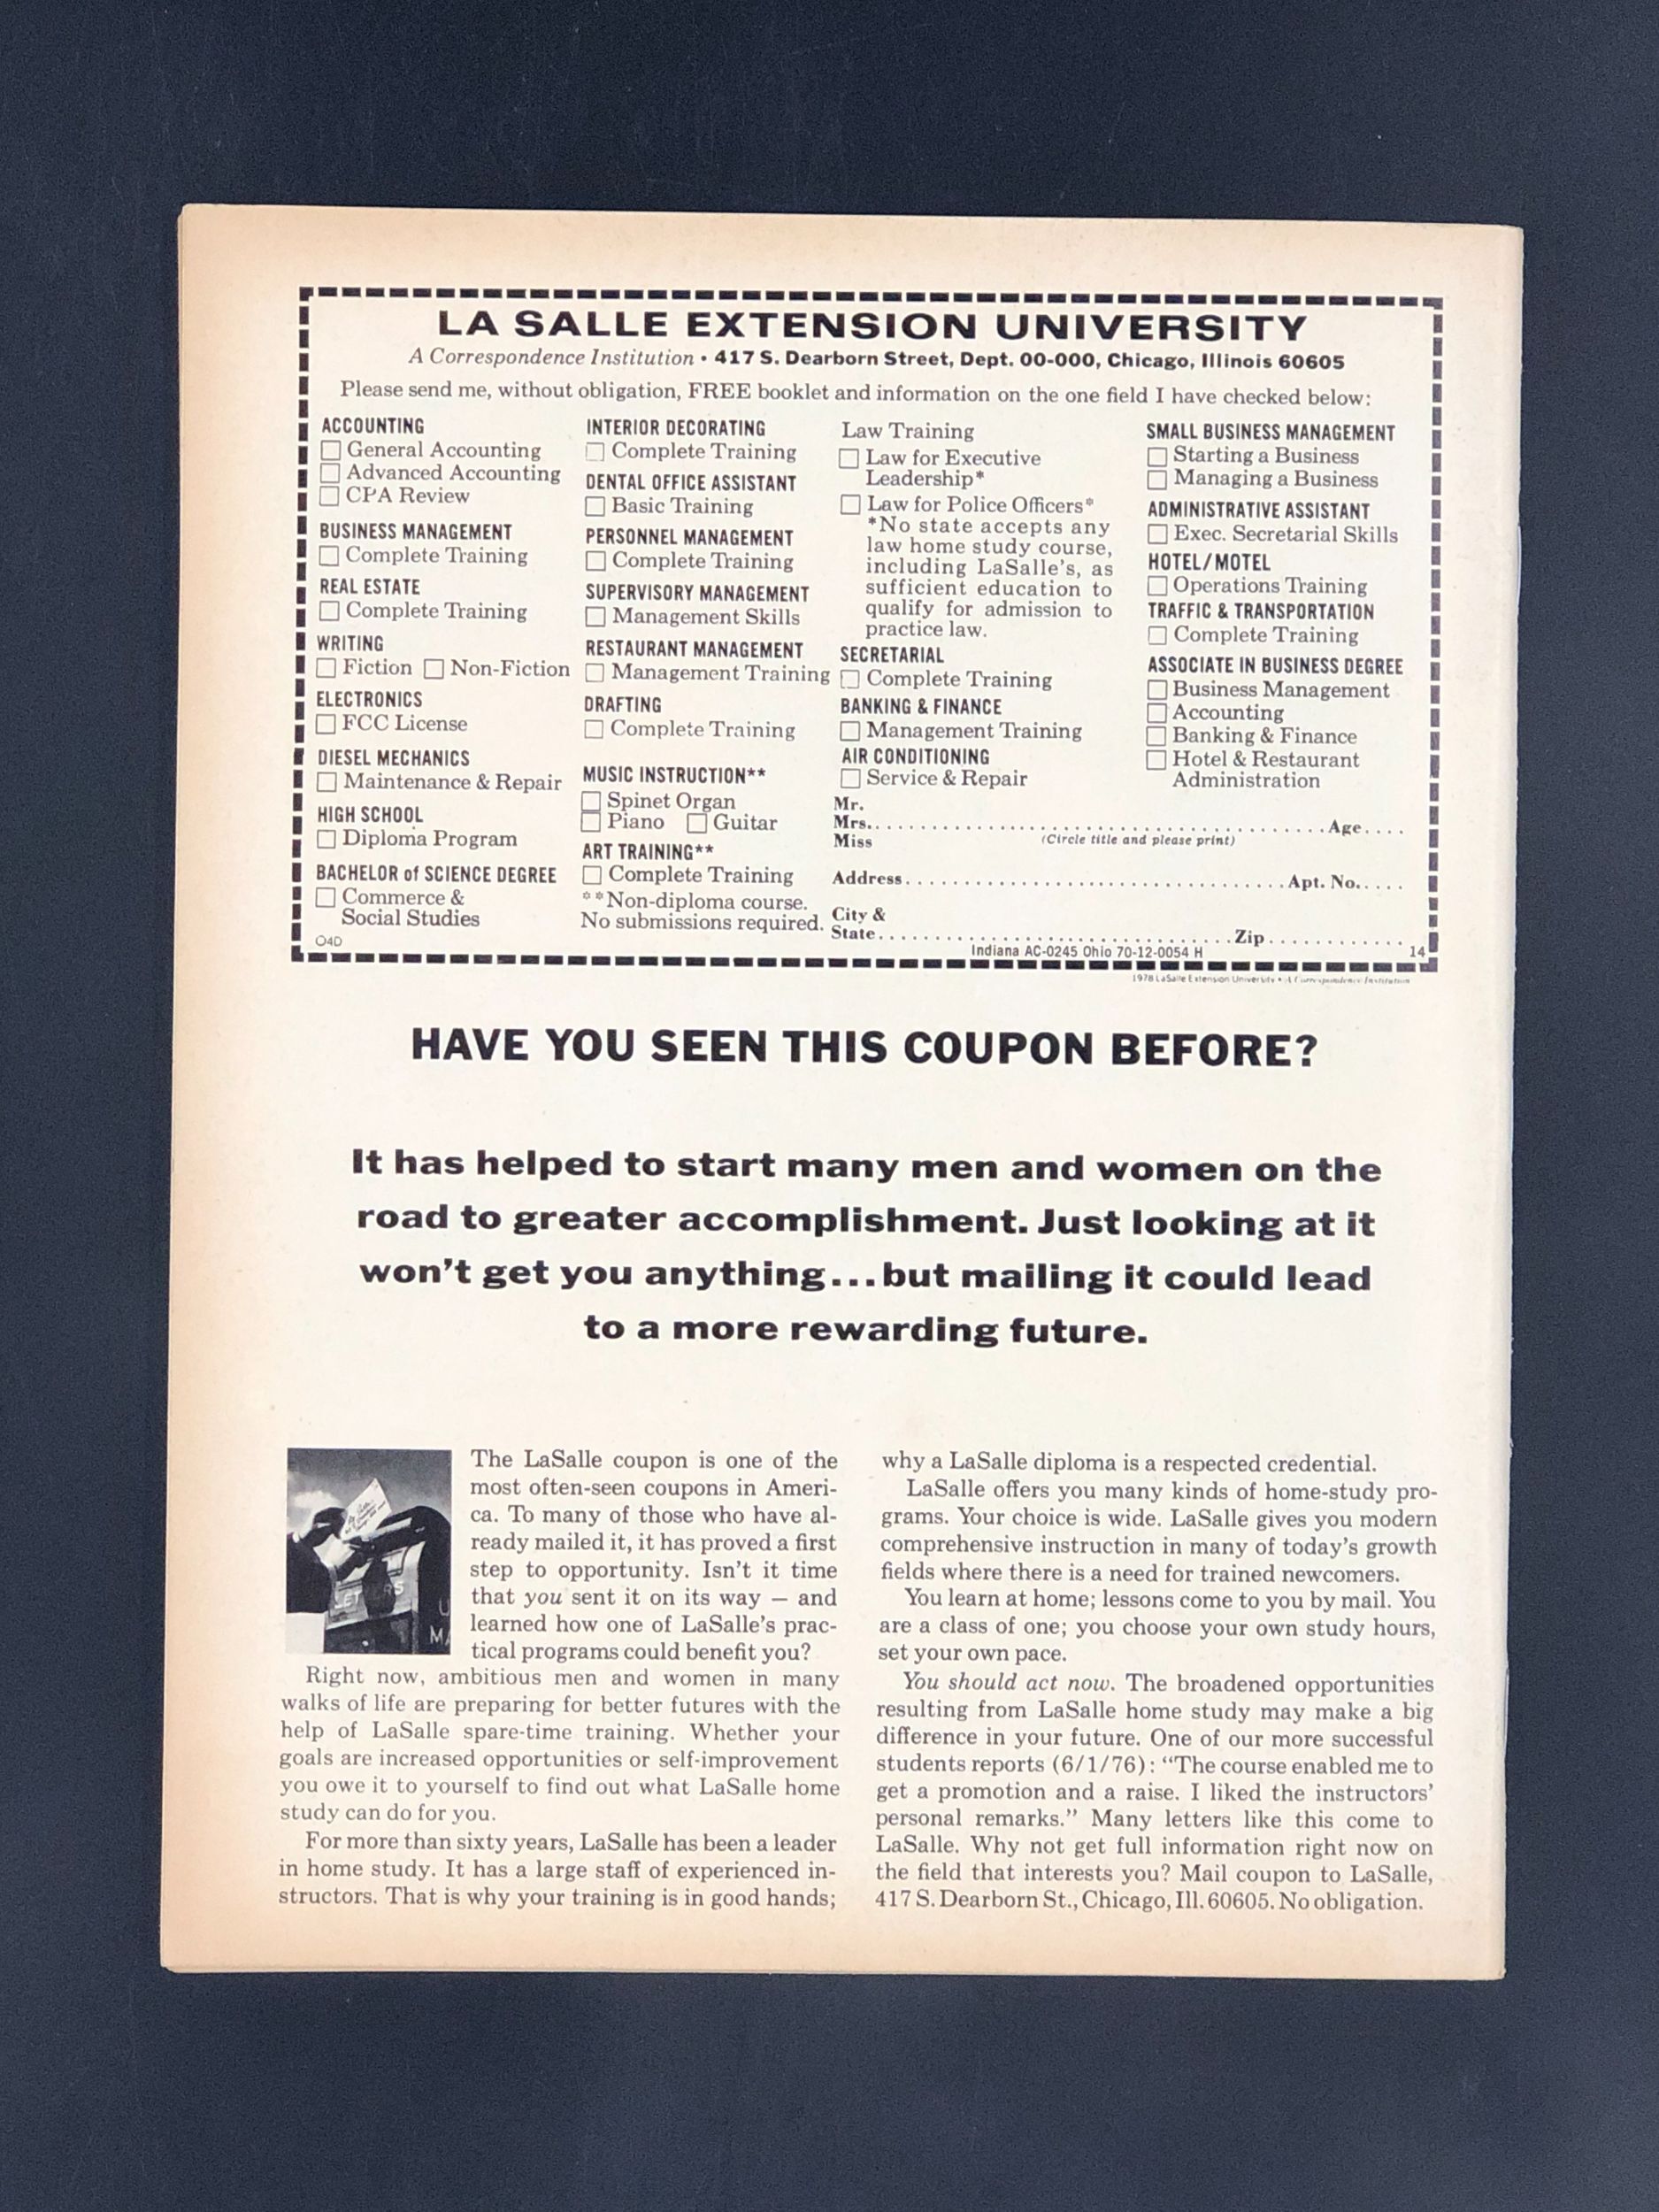 LA SALLE EXTENSION UNIVERSITY
A Correspondence Institution • 417 S. Dearborn Street, Dept. 00-000, Chicago, Illinois 60605
Please send me, without obligation, FREE booklet and information on the one field I have checked below:
ACCOUNTING
General Accounting
Advanced Accounting
CPA Review
BUSINESS MANAGEMENT
Complete Training
REAL ESTATE
Complete Training
WRITING
Fiction Non-Fiction
ELECTRONICS
FCC License
DIESEL MECHANICS
Maintenance & Repair
HIGH SCHOOL
Diploma Program
BACHELOR of SCIENCE DEGREE
Commerce &
Social Studies
O4D
INTERIOR DECORATING
Complete Training
DENTAL OFFICE ASSISTANT
Basic Training
PERSONNEL MANAGEMENT
Complete Training
SUPERVISORY MANAGEMENT
Management Skills
RESTAURANT MANAGEMENT
Management Training
DRAFTING
Complete Training
MUSIC INSTRUCTION**
Spinet Organ
Piano Guitar
ART TRAINING**
Complete Training
**Non-diploma course.
No submissions required.
Law Training
Law for Executive
Leadership*
Law for Police Officers*
*No state accepts any
law home study course,
including LaSalle's, as
sufficient education to
qualify for admission to
practice law.
SECRETARIAL
Complete Training
BANKING & FINANCE
Management Training
AIR CONDITIONING
Service & Repair
SMALL BUSINESS MANAGEMENT
Starting a Business
Managing a Business
ADMINISTRATIVE ASSISTANT
Exec. Secretarial Skills
HOTEL/MOTEL
Operations Training
TRAFFIC & TRANSPORTATION
Complete Training
ASSOCIATE IN BUSINESS DEGREE
Business Management
Accounting
Banking & Finance
Hotel & Restaurant
Administration
Mr.
Mrs. Age
Miss (Circle title and please print)
Address Apt. No.
City &
State Zip
Indiana AC-0245 Ohio 70-12-0054 H 14
1978 LaSalle Extension University • A Correspondence Institution
HAVE YOU SEEN THIS COUPON BEFORE?
It has helped to start many men and women on the
road to greater accomplishment. Just looking at it
won't get you anything...but mailing it could lead
to a more rewarding future.
The LaSalle coupon is one of the
most often-seen coupons in Ameri-
ca. To many of those who have al-
ready mailed it, it has proved a first
step to opportunity. Isn't it time
that you sent it on its way — and
learned how one of LaSalle's prac-
tical programs could benefit you?
Right now, ambitious men and women in many
walks of life are preparing for better futures with the
help of LaSalle spare-time training. Whether your
goals are increased opportunities or self-improvement
you owe it to yourself to find out what LaSalle home
study can do for you.
For more than sixty years, LaSalle has been a leader
in home study. It has a large staff of experienced in-
structors. That is why your training is in good hands;
why a LaSalle diploma is a respected credential.
LaSalle offers you many kinds of home-study pro-
grams. Your choice is wide. LaSalle gives you modern
comprehensive instruction in many of today's growth
fields where there is a need for trained newcomers.
You learn at home; lessons come to you by mail. You
are a class of one; you choose your own study hours,
set your own pace.
You should act now. The broadened opportunities
resulting from LaSalle home study may make a big
difference in your future. One of our more successful
students reports (6/1/76): "The course enabled me to
get a promotion and a raise. I liked the instructors'
personal remarks." Many letters like this come to
LaSalle. Why not get full information right now on
the field that interests you? Mail coupon to LaSalle,
417 S. Dearborn St., Chicago, Ill. 60605. No obligation.